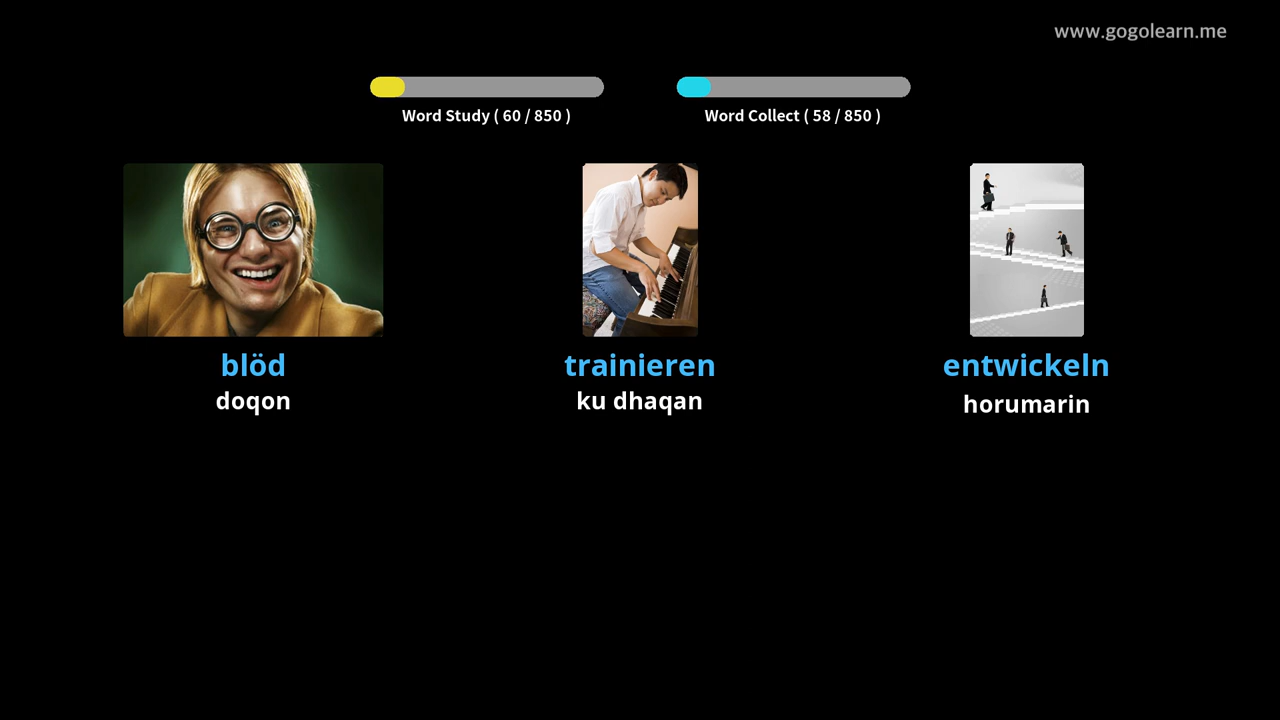 www.gogolearn.me
Word Study ( 60 / 850 )
Word Collect ( 58 / 850 )
blöd
trainieren
entwickeln
doqon
ku dhaqan
horumarin